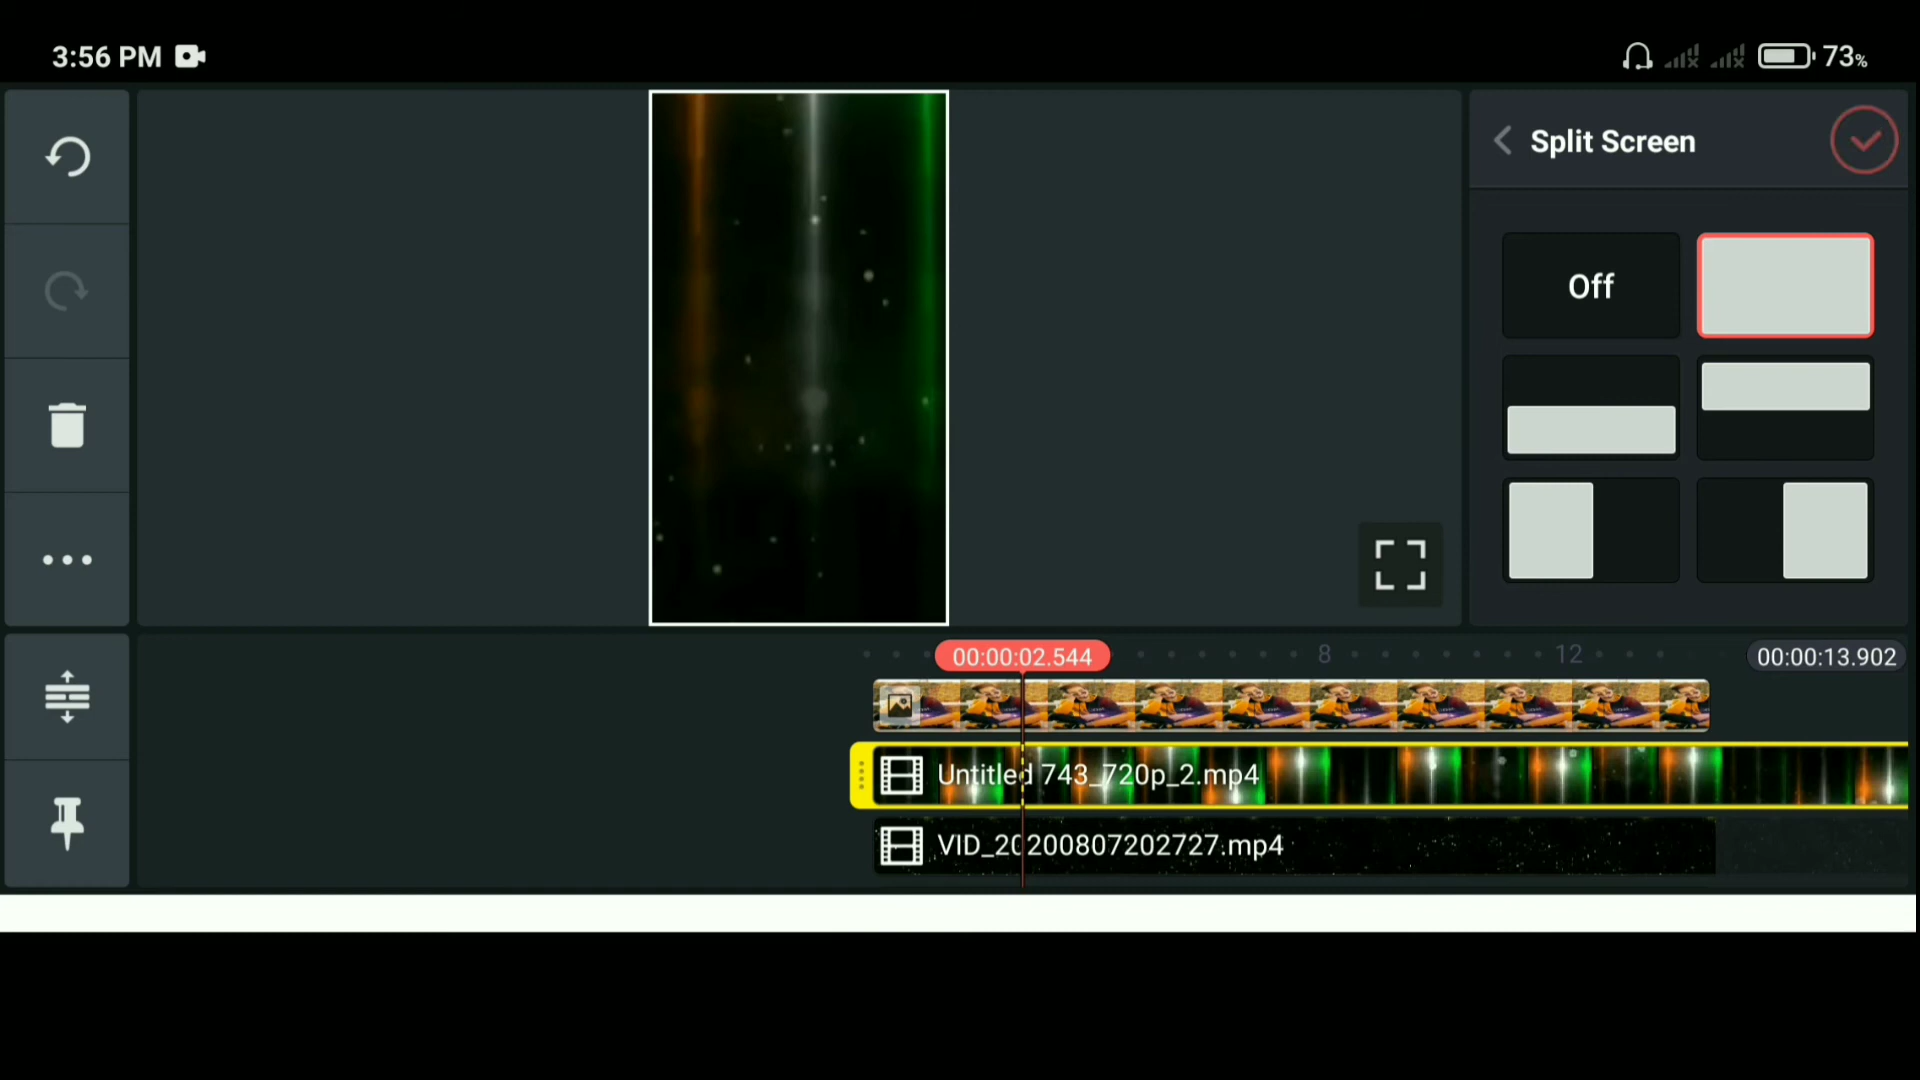 3:56 PM
73%
Split Screen
Off
00:00:02.544
8
12
00:00:13.902
Untitled 743_720p_2.mp4
VID_20200807202727.mp4